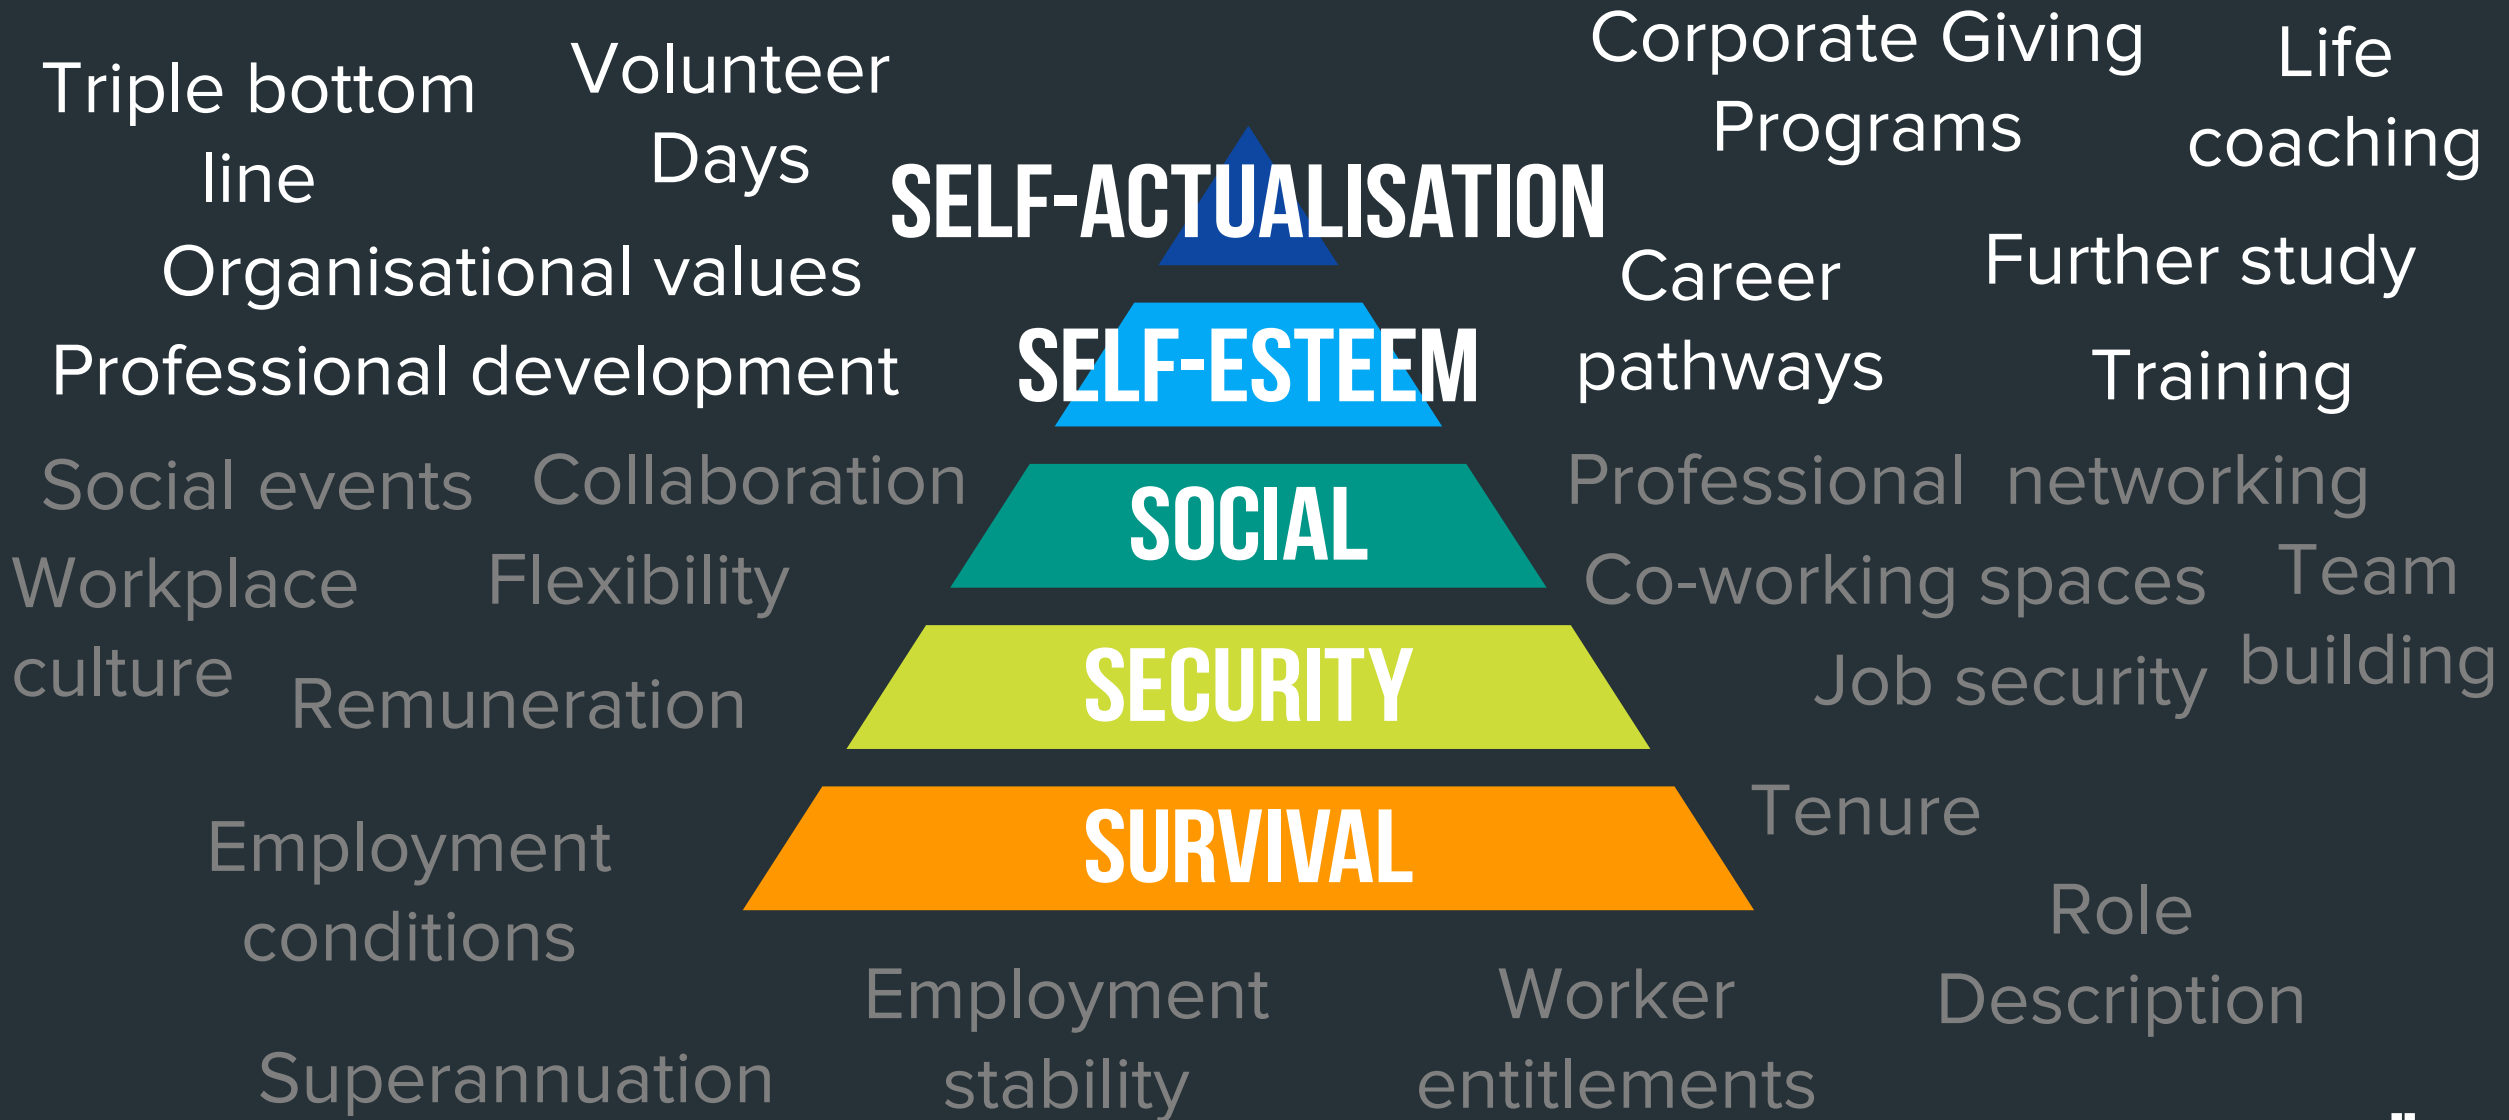 Corporate Giving
Programs
Life
coaching
Volunteer
Days
Triple bottom
line
SELF-ACTUALISATION
Organisational values
Career
pathways
Further study
Professional development
SELF-ESTEEM
Training
Social events
Collaboration
Professional networking
SOCIAL
Workplace
culture
Flexibility
Co-working spaces
Team
building
Remuneration
SECURITY
Job security
Tenure
Employment
conditions
SURVIVAL
Role
Description
Employment
stability
Worker
entitlements
Superannuation